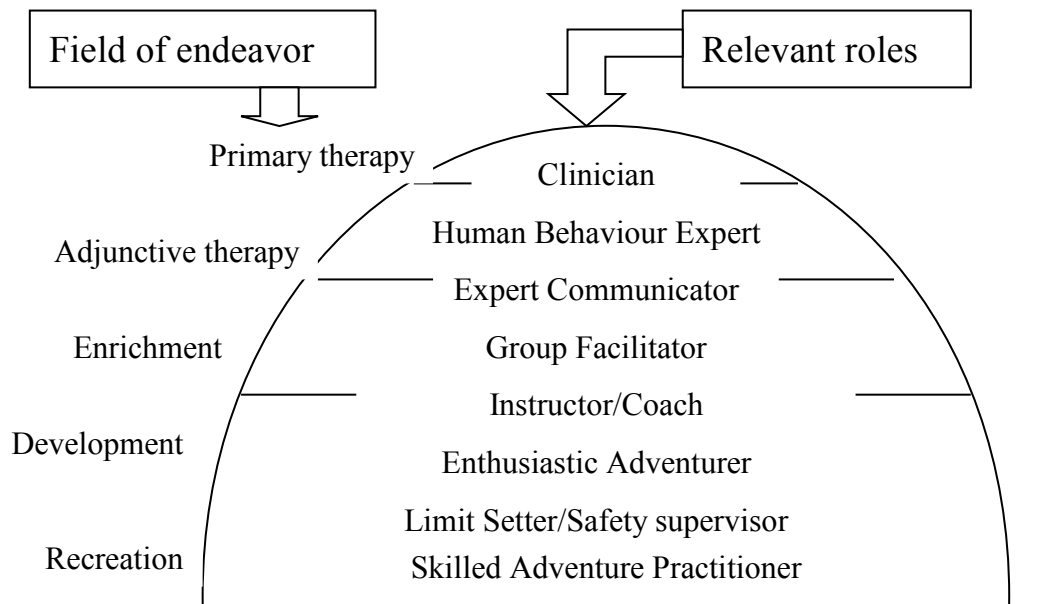 Field of endeavor
Relevant roles
Primary therapy
Clinician
Human Behaviour Expert
Adjunctive therapy
Expert Communicator
Enrichment
Group Facilitator
Instructor/Coach
Development
Enthusiastic Adventurer
Limit Setter/Safety supervisor
Recreation
Skilled Adventure Practitioner